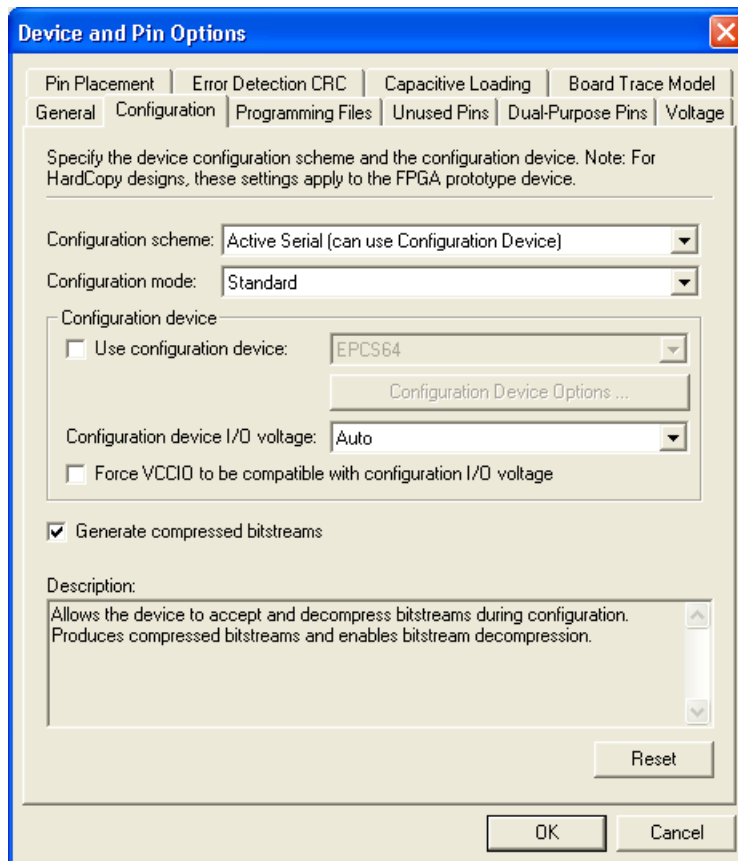 Device and Pin Options
Pin Placement Error Detection CRC Capacitive Loading Board Trace Model
General Configuration Programming Files Unused Pins Dual-Purpose Pins Voltage
Specify the device configuration scheme and the configuration device. Note: For
HardCopy designs, these settings apply to the FPGA prototype device.
Configuration scheme: Active Serial (can use Configuration Device)
Configuration mode: Standard
Configuration device
Use configuration device: EPCS64
Configuration Device Options ...
Configuration device I/O voltage: Auto
Force VCCIO to be compatible with configuration I/O voltage
Generate compressed bitstreams
Description:
Allows the device to accept and decompress bitstreams during configuration.
Produces compressed bitstreams and enables bitstream decompression.
Reset
OK Cancel